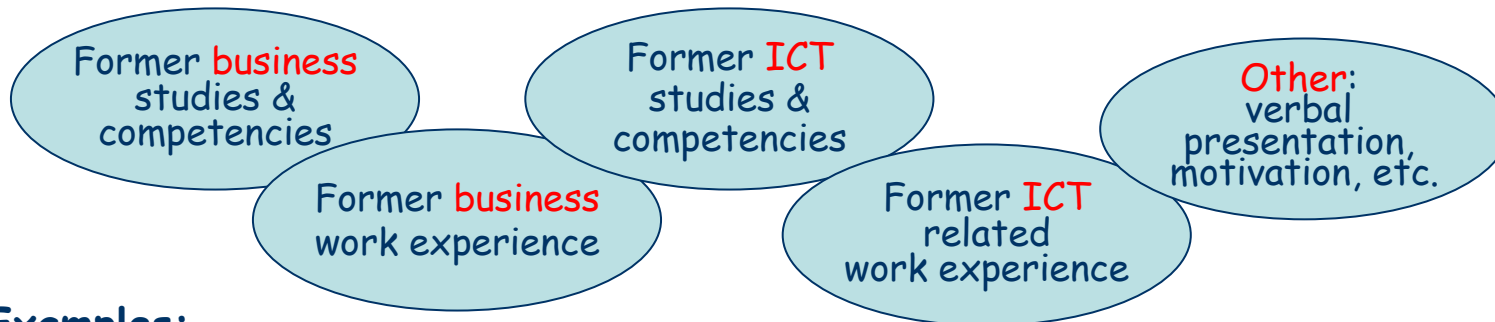 Former business
studies &
competencies
Former business
work experience
Former ICT
studies &
competencies
Former ICT
related
work experience
Other:
verbal
presentation,
motivation, etc.
Examples: